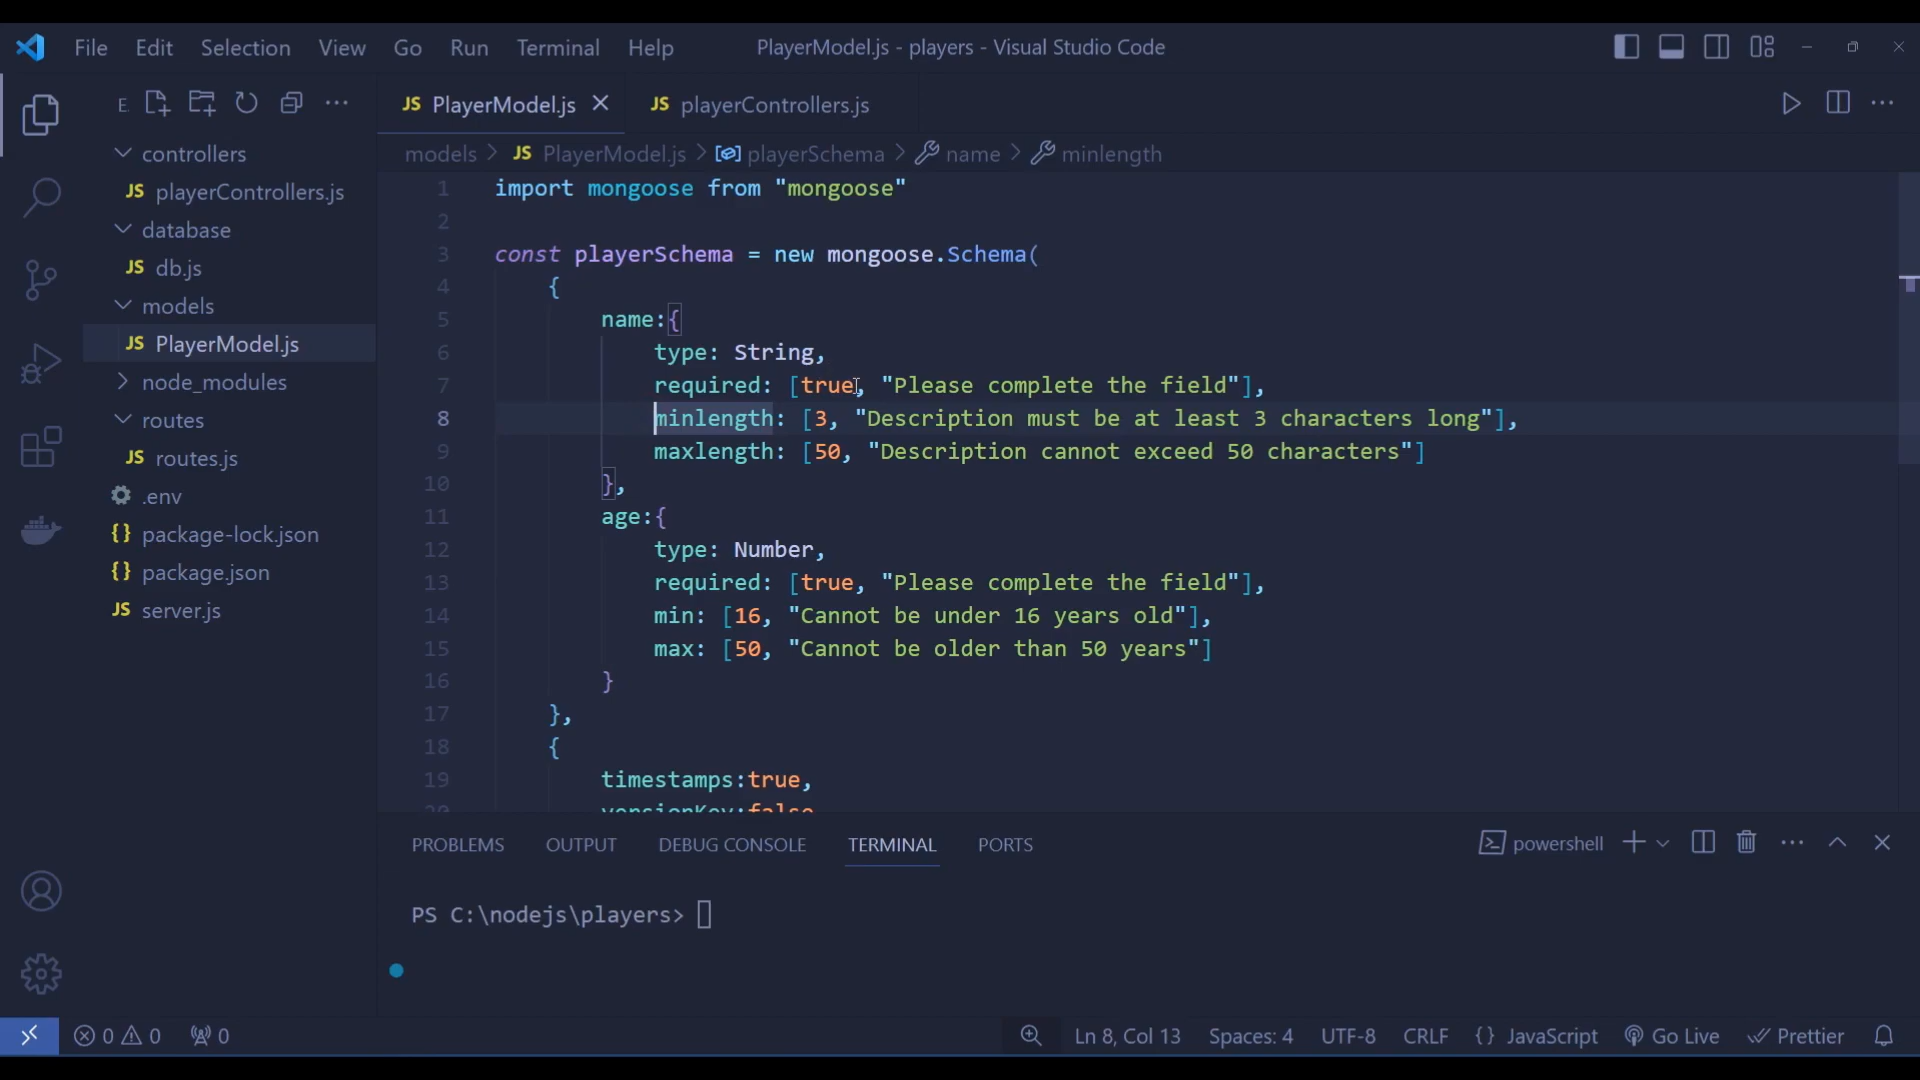 File Edit Selection View Go Run Terminal Help PlayerModel.js - players - Visual Studio Code
E.
controllers
JS playerControllers.js
database
JS db.js
models
JS PlayerModel.js
node_modules
routes
JS routes.js
.env
{} package-lock.json
{} package.json
JS server.js
JS PlayerModel.js JS playerControllers.js
models > JS PlayerModel.js > playerSchema > name > minlength
1 import mongoose from "mongoose"
2
3 const playerSchema = new mongoose.Schema(
4 {
5 name:{
6 type: String,
7 required: [true, "Please complete the field"],
8 minlength: [3, "Description must be at least 3 characters long"],
9 maxlength: [50, "Description cannot exceed 50 characters"]
10 },
11 age:{
12 type: Number,
13 required: [true, "Please complete the field"],
14 min: [16, "Cannot be under 16 years old"],
15 max: [50, "Cannot be older than 50 years"]
16 }
17 },
18 {
19 timestamps:true,
20 versionKey:false
PROBLEMS OUTPUT DEBUG CONSOLE TERMINAL PORTS powershell
PS C:\nodejs\players>
0 0 0 Ln 8, Col 13 Spaces: 4 UTF-8 CRLF {} JavaScript Go Live Prettier